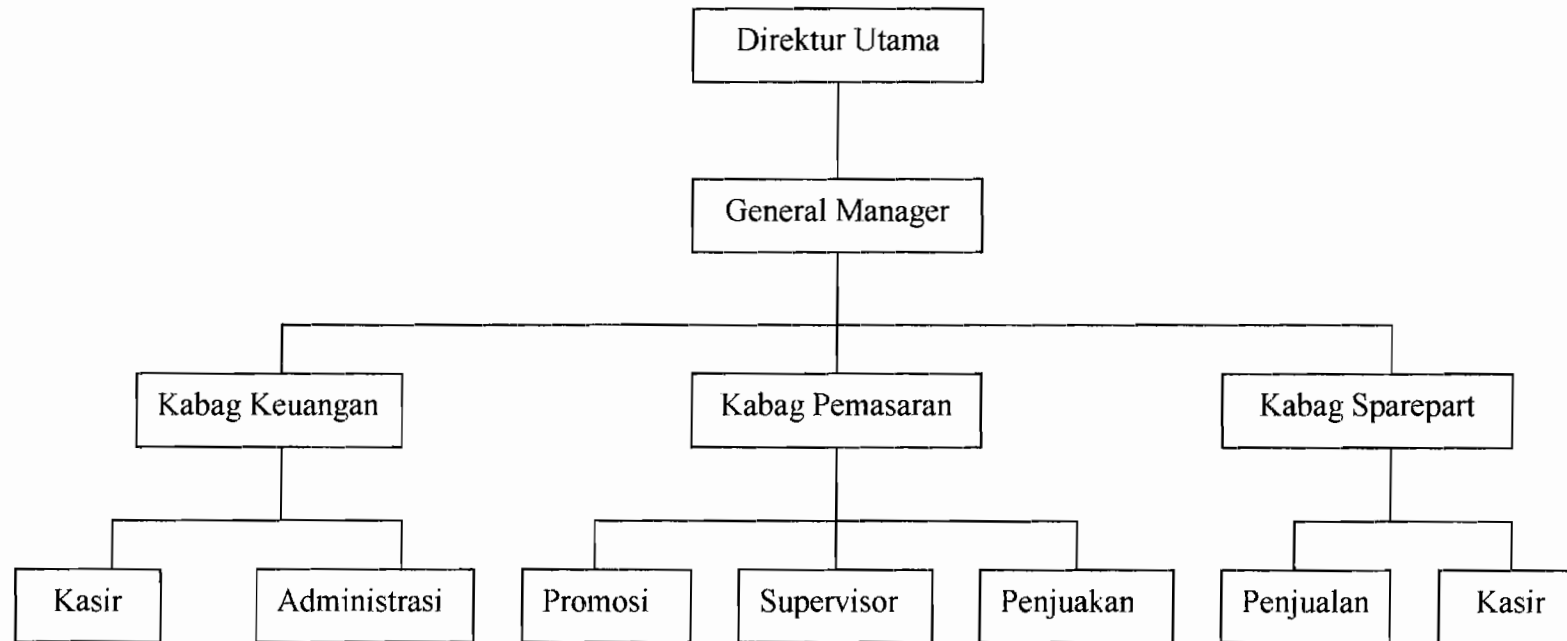 Direktur Utama
General Manager
Kabag Keuangan
Kabag Pemasaran
Kabag Sparepart
Kasir
Administrasi
Promosi
Supervisor
Penjuakan
Penjualan
Kasir